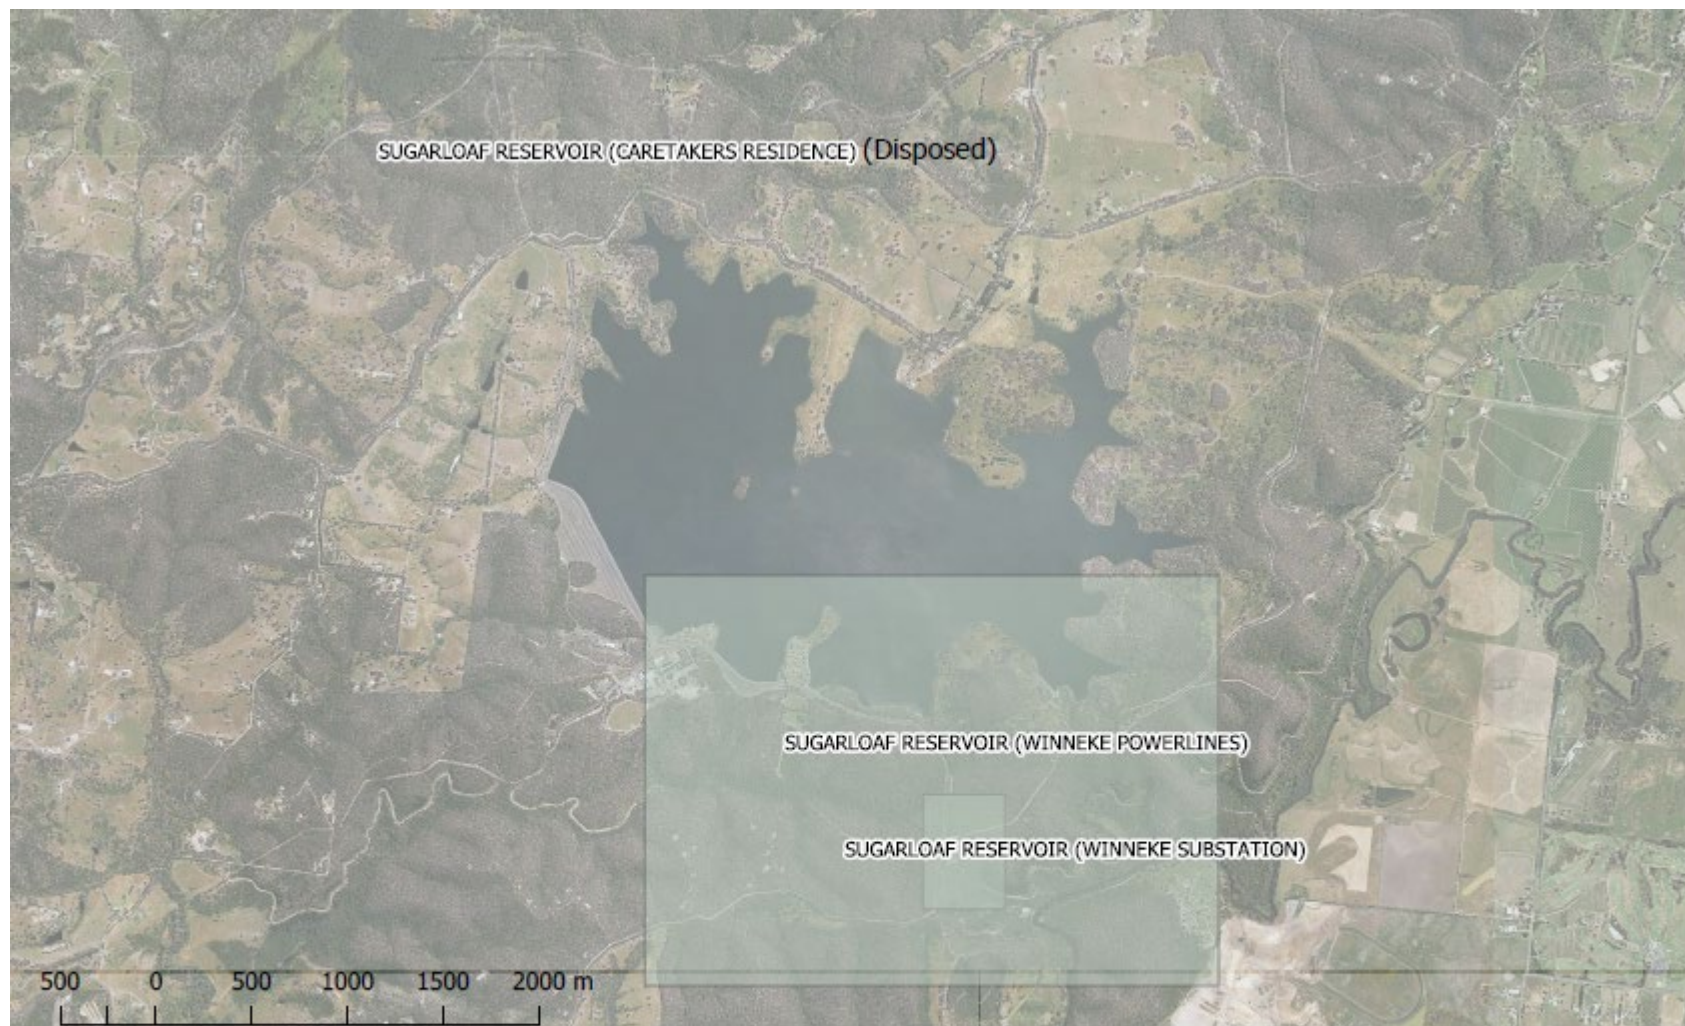 SUGARLOAF RESERVOIR (CARETAKERS RESIDENCE) (Disposed)
SUGARLOAF RESERVOIR (WINNEKE POWERLINES)
SUGARLOAF RESERVOIR (WINNEKE SUBSTATION)
500 0 500 1000 1500 2000 m